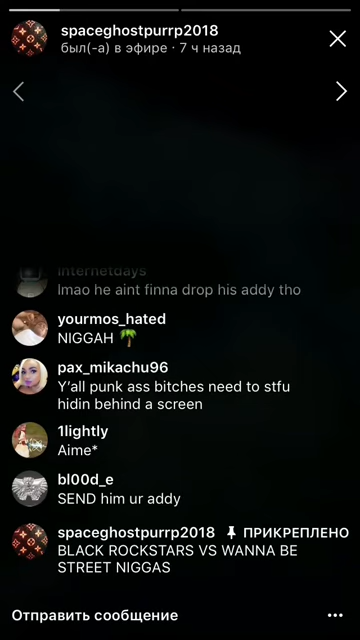 spaceghostpurrp2018
был(-а) в эфире · 7 ч назад
internetdays
lmao he aint finna drop his addy tho
yourmos_hated
NIGGAH 🌴
pax_mikachu96
Y'all punk ass bitches need to stfu
hidin behind a screen
1lightly
Aime*
bl00d_e
SEND him ur addy
spaceghostpurrp2018 ПРИКРЕПЛЕНО
BLACK ROCKSTARS VS WANNA BE
STREET NIGGAS
Отправить сообщение